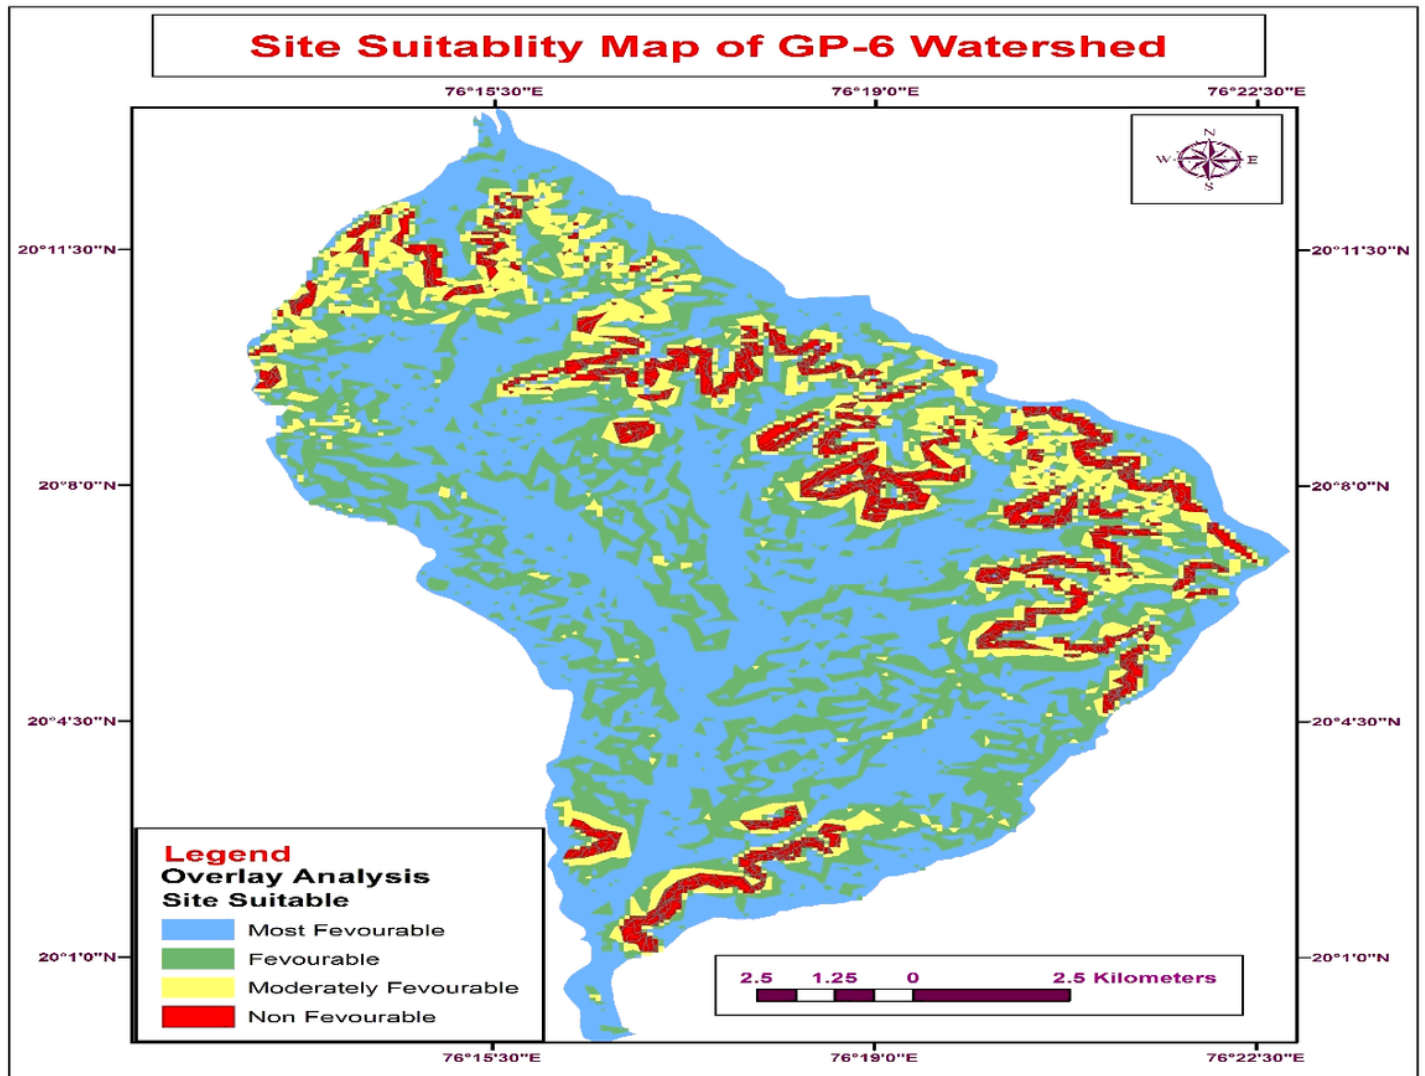 Site Suitablity Map of GP-6 Watershed
76°15'30"E 76°19'0"E 76°22'30"E
N
W E
S
20°11'30"N 20°11'30"N
20°8'0"N 20°8'0"N
20°4'30"N 20°4'30"N
20°1'0"N 20°1'0"N
Legend
Overlay Analysis
Site Suitable
Most Fevourable
Fevourable
Moderately Fevourable
Non Fevourable
2.5 1.25 0 2.5 Kilometers
76°15'30"E 76°19'0"E 76°22'30"E